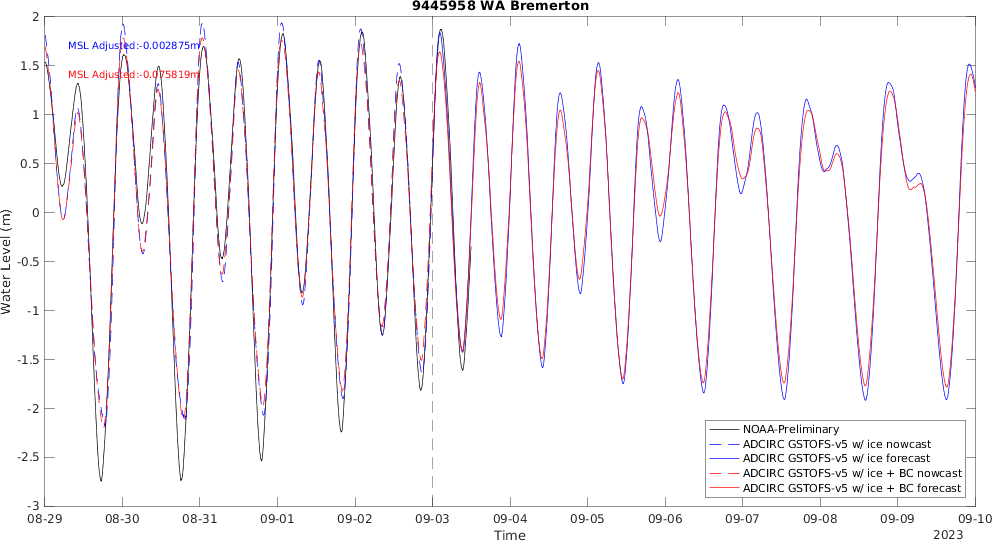 9445958 WA Bremerton
MSL Adjusted:-0.002875m
MSL Adjusted:-0.075819m
Water Level (m)
2
1.5
1
0.5
0
-0.5
-1
-1.5
-2
-2.5
-3
NOAA-Preliminary
ADCIRC GSTOFS-v5 w/ ice nowcast
ADCIRC GSTOFS-v5 w/ ice forecast
ADCIRC GSTOFS-v5 w/ ice + BC nowcast
ADCIRC GSTOFS-v5 w/ ice + BC forecast
08-29 08-30 08-31 09-01 09-02 09-03 09-04 09-05 09-06 09-07 09-08 09-09 09-10
Time
2023